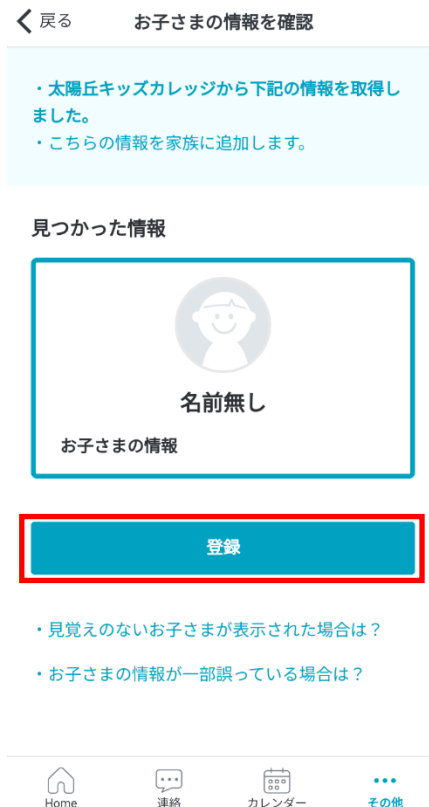 戻る お子さまの情報を確認
・太陽丘キッズカレッジから下記の情報を取得し
ました。
・こちらの情報を家族に追加します。
見つかった情報
名前無し
お子さまの情報
登録
・見覚えのないお子さまが表示された場合は？
・お子さまの情報が一部誤っている場合は？
Home 連絡 カレンダー その他